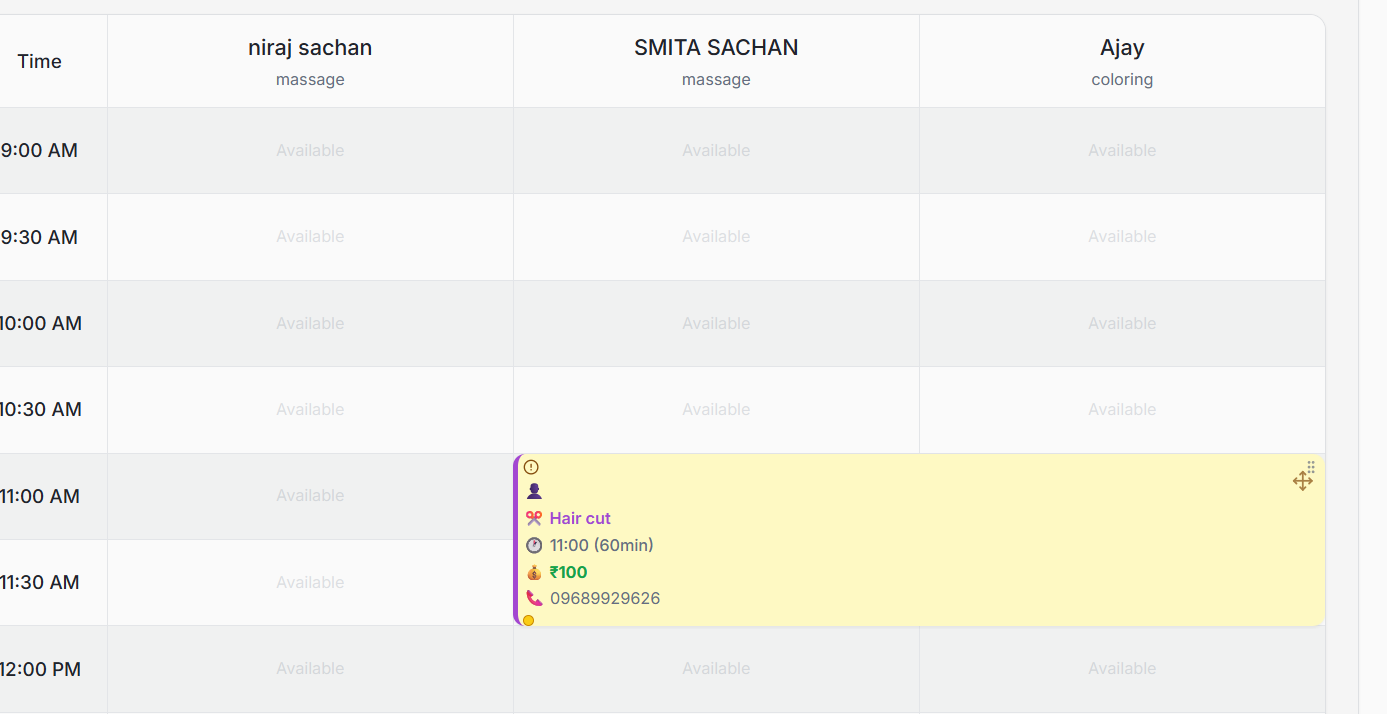 Time niraj sachan SMITA SACHAN Ajay
massage massage coloring
9:00 AM Available Available Available
9:30 AM Available Available Available
10:00 AM Available Available Available
10:30 AM Available Available Available
11:00 AM Available
Hair cut
11:00 (60min)
₹100
09689929626
11:30 AM Available
12:00 PM Available Available Available